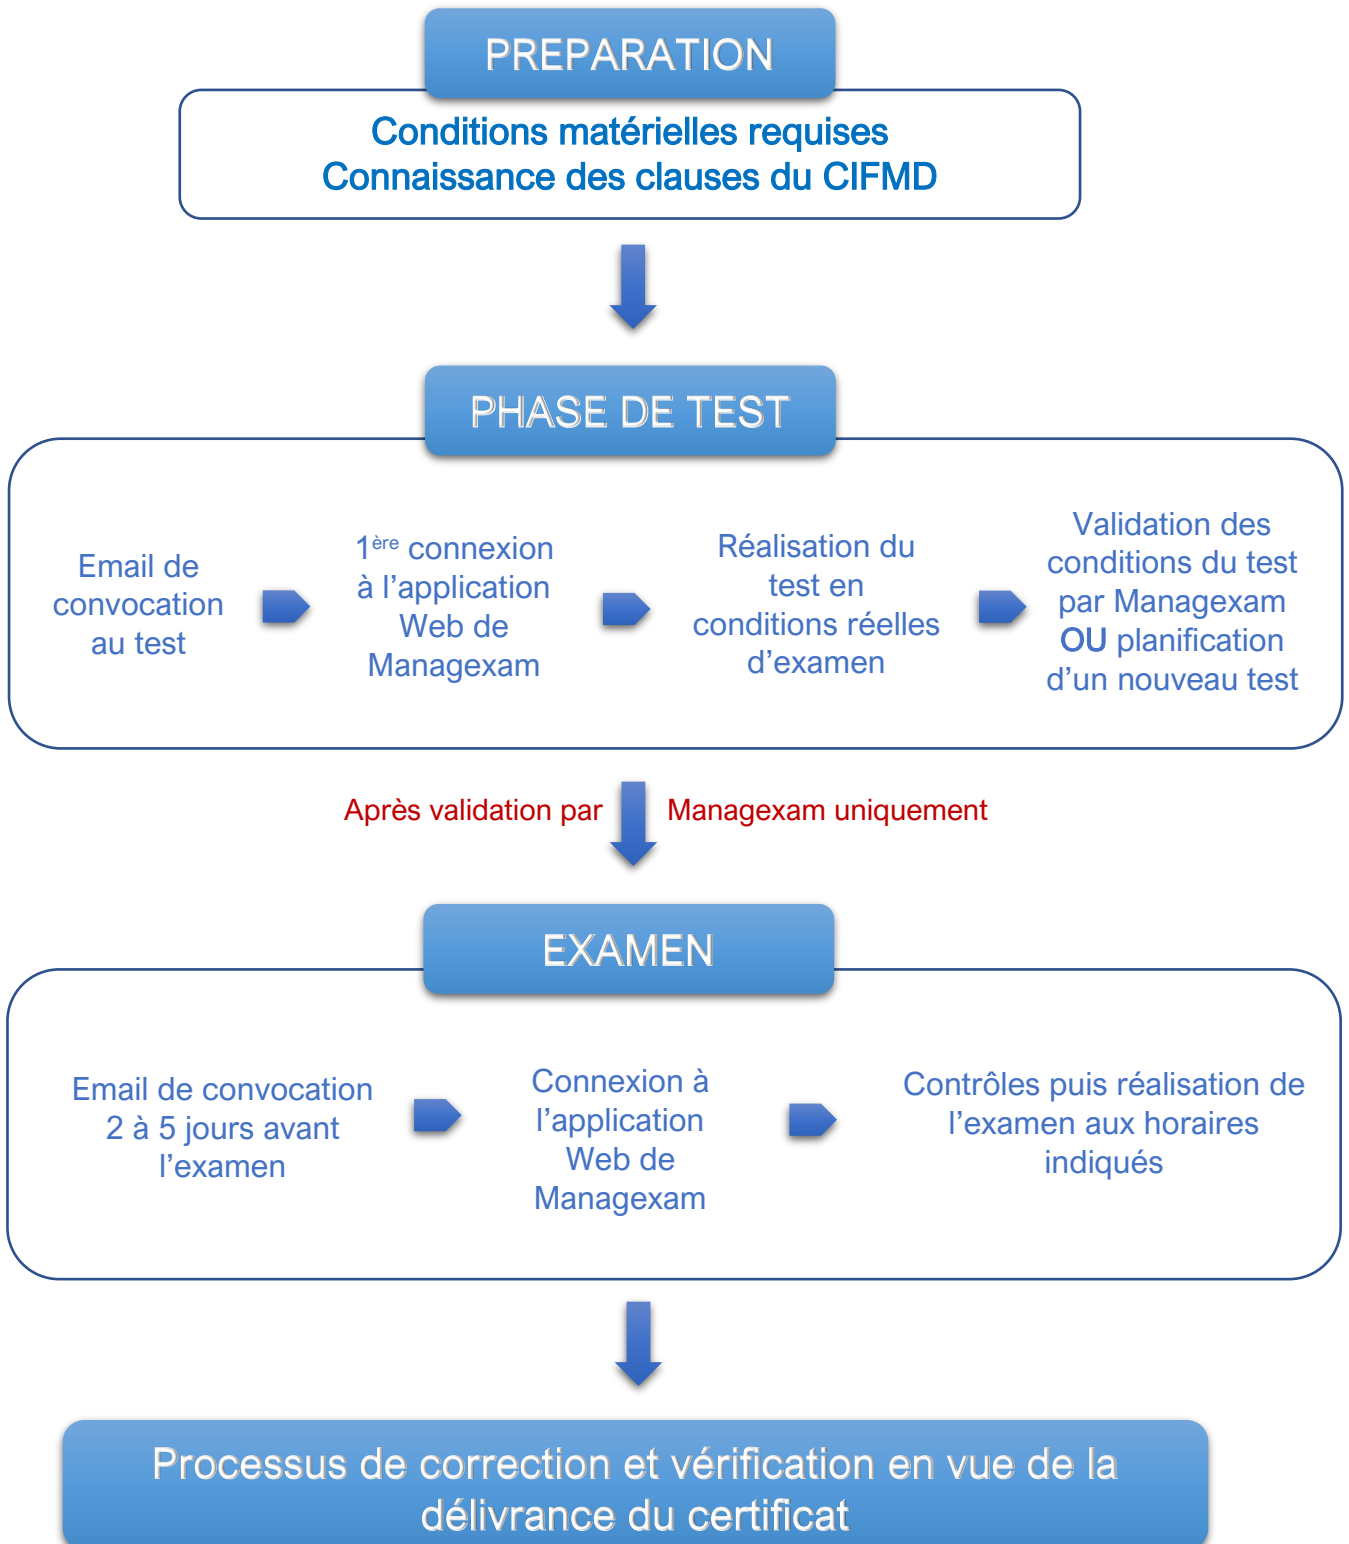 PREPARATION
Conditions matérielles requises
Connaissance des clauses du CIFMD
PHASE DE TEST
Email de
convocation
au test
1ère connexion
à l’application
Web de
Managexam
Réalisation du
test en
conditions réelles
d’examen
Validation des
conditions du test
par Managexam
OU planification
d’un nouveau test
Après validation par Managexam uniquement
EXAMEN
Email de convocation
2 à 5 jours avant
l’examen
Connexion à
l’application
Web de
Managexam
Contrôles puis réalisation de
l’examen aux horaires
indiqués
Processus de correction et vérification en vue de la
délivrance du certificat